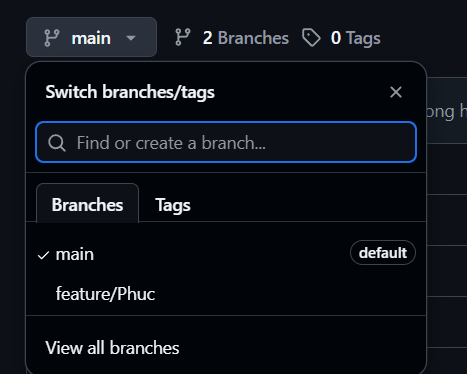 main 2 Branches 0 Tags
Switch branches/tags
Find or create a branch...
Branches Tags
main default
feature/Phuc
View all branches